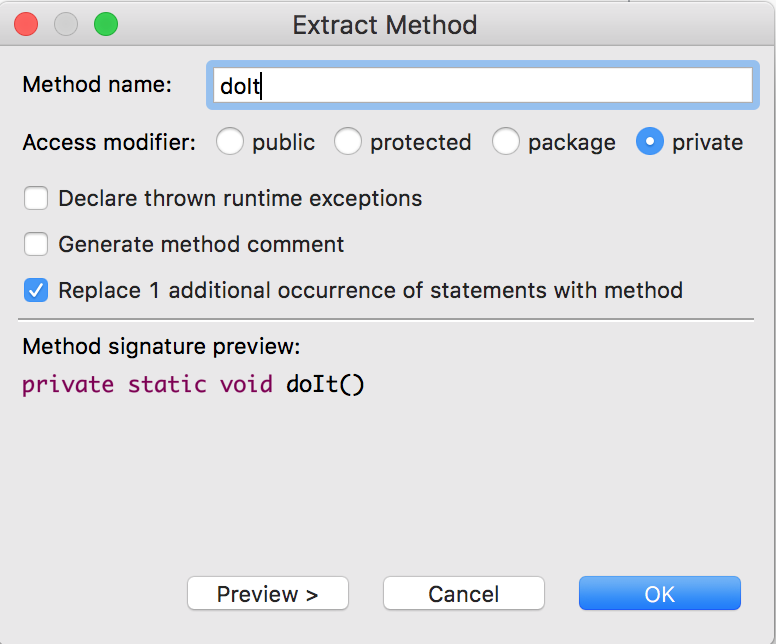 Extract Method
Method name: doIt
Access modifier: public protected package private
Declare thrown runtime exceptions
Generate method comment
Replace 1 additional occurrence of statements with method
Method signature preview:
private static void doIt()
Preview > Cancel OK